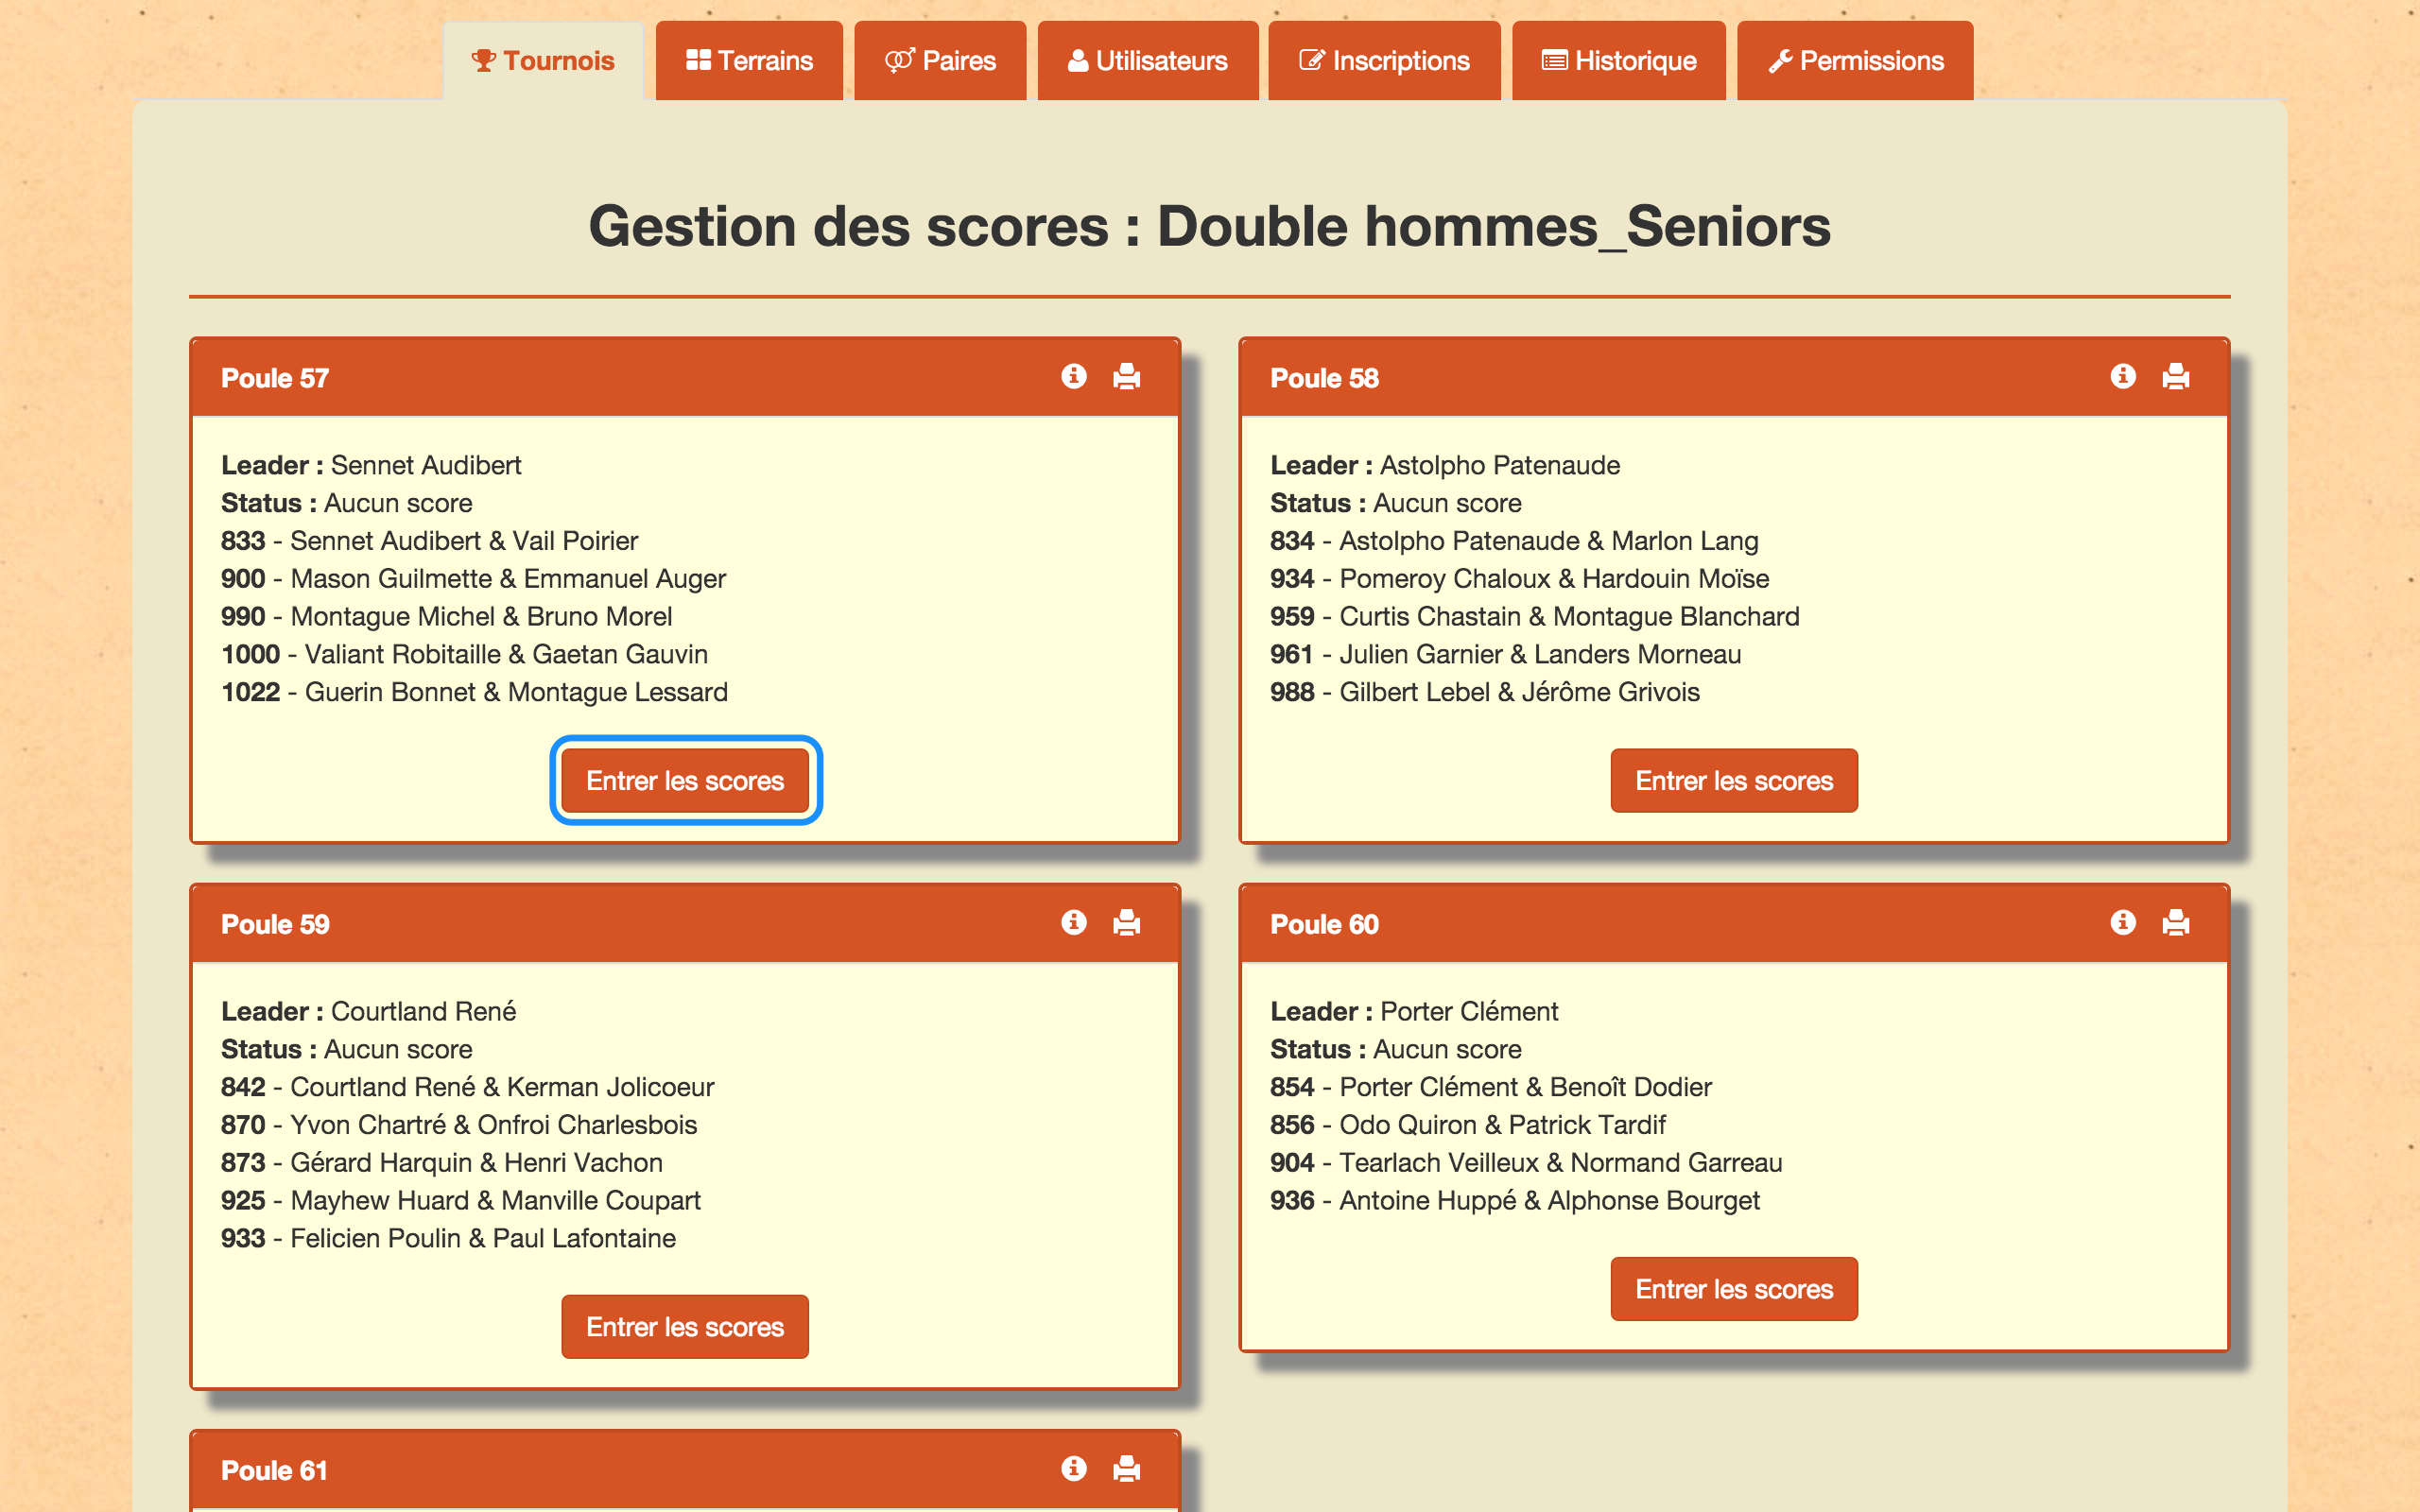 Tournois Terrains Paires Utilisateurs Inscriptions Historique Permissions
Gestion des scores : Double hommes_Seniors
Poule 57
Leader : Sennet Audibert
Status : Aucun score
833 - Sennet Audibert & Vail Poirier
900 - Mason Guilmette & Emmanuel Auger
990 - Montague Michel & Bruno Morel
1000 - Valiant Robitaille & Gaetan Gauvin
1022 - Guerin Bonnet & Montague Lessard
Entrer les scores
Poule 58
Leader : Astolpho Patenaude
Status : Aucun score
834 - Astolpho Patenaude & Marlon Lang
934 - Pomeroy Chaloux & Hardouin Moïse
959 - Curtis Chastain & Montague Blanchard
961 - Julien Garnier & Landers Morneau
988 - Gilbert Lebel & Jérôme Grivois
Entrer les scores
Poule 59
Leader : Courtland René
Status : Aucun score
842 - Courtland René & Kerman Jolicoeur
870 - Yvon Chartré & Onfroi Charlesbois
873 - Gérard Harquin & Henri Vachon
925 - Mayhew Huard & Manville Coupart
933 - Felicien Poulin & Paul Lafontaine
Entrer les scores
Poule 60
Leader : Porter Clément
Status : Aucun score
854 - Porter Clément & Benoît Dodier
856 - Odo Quiron & Patrick Tardif
904 - Tearlach Veilleux & Normand Garreau
936 - Antoine Huppé & Alphonse Bourget
Entrer les scores
Poule 61